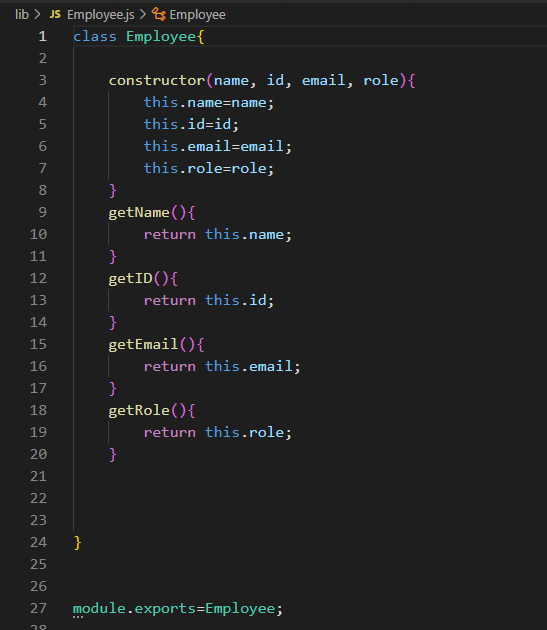 lib > JS Employee.js > Employee
1 class Employee{
2
3 constructor(name, id, email, role){
4 this.name=name;
5 this.id=id;
6 this.email=email;
7 this.role=role;
8 }
9 getName(){
10 return this.name;
11 }
12 getID(){
13 return this.id;
14 }
15 getEmail(){
16 return this.email;
17 }
18 getRole(){
19 return this.role;
20 }
21
22
23
24 }
25
26
27 module.exports=Employee;
28